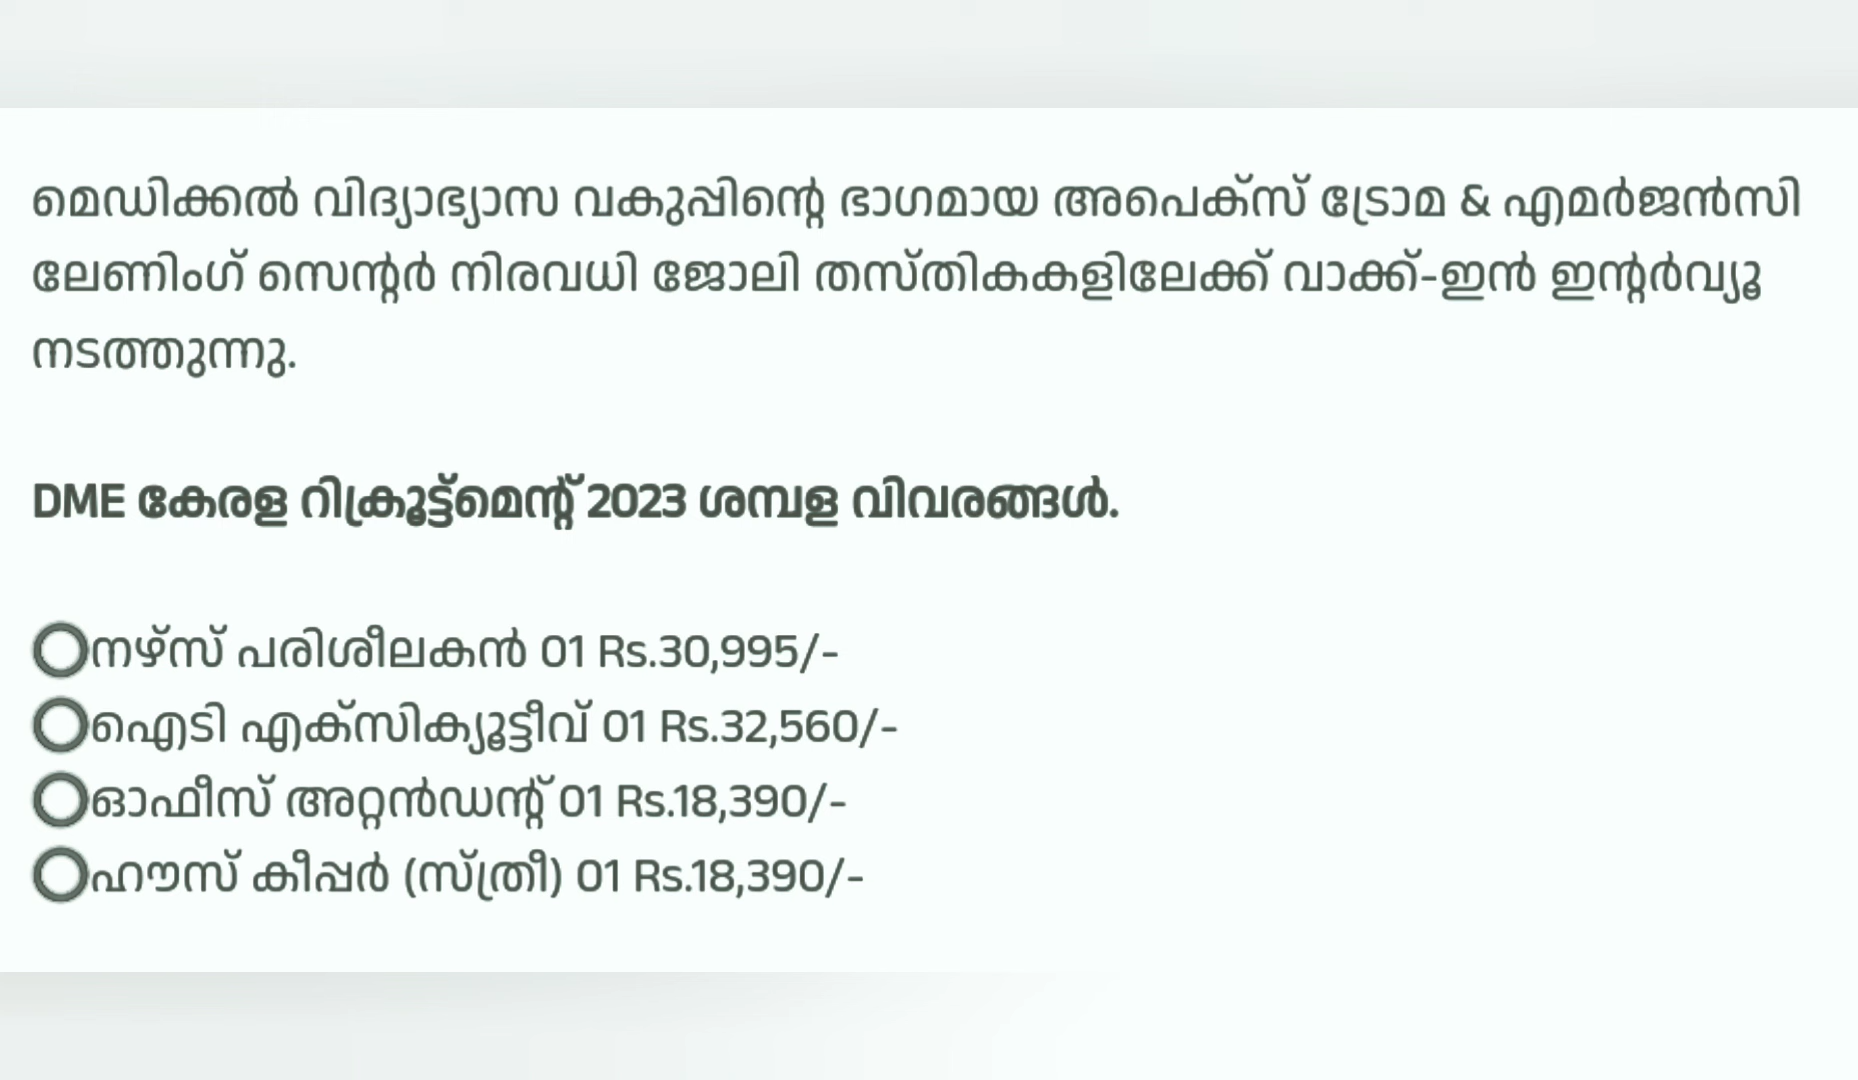 മെഡിക്കൽ വിദ്യാഭ്യാസ വകുപ്പിന്റെ ഭാഗമായ അപെക്സ് ട്രോമ & എമർജൻസി
ലേണിംഗ് സെന്റർ നിരവധി ജോലി തസ്തികകളിലേക്ക് വാക്ക്-ഇൻ ഇന്റർവ്യൂ
നടത്തുന്നു.
DME കേരള റിക്രൂട്ട്മെന്റ് 2023 ശമ്പള വിവരങ്ങൾ.
നഴ്സ് പരിശീലകൻ 01 Rs.30,995/-
ഐടി എക്സിക്യൂട്ടീവ് 01 Rs.32,560/-
ഓഫീസ് അറ്റൻഡന്റ് 01 Rs.18,390/-
ഹൗസ് കീപ്പർ (സ്ത്രീ) 01 Rs.18,390/-